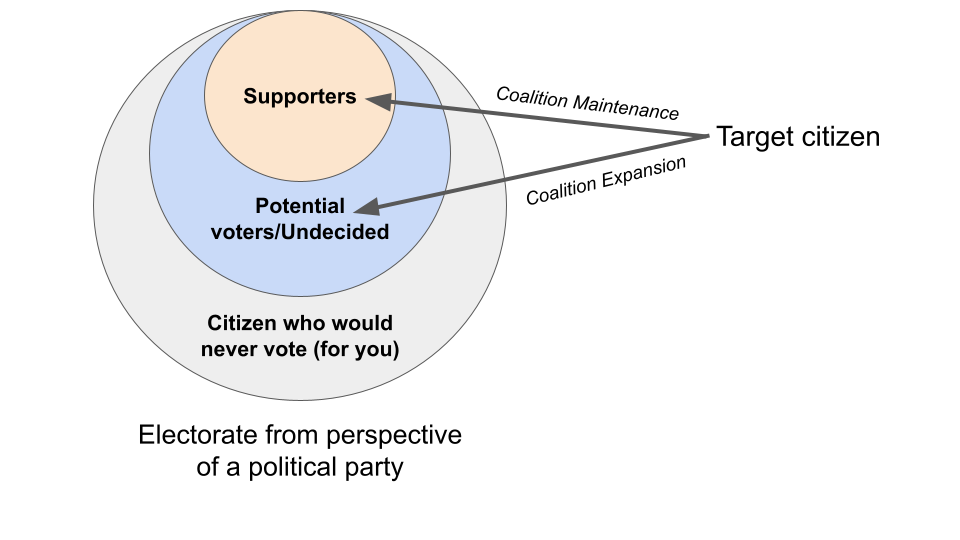 Supporters
Coalition Maintenance
Target citizen
Coalition Expansion
Potential
voters/Undecided
Citizen who would
never vote (for you)
Electorate from perspective
of a political party